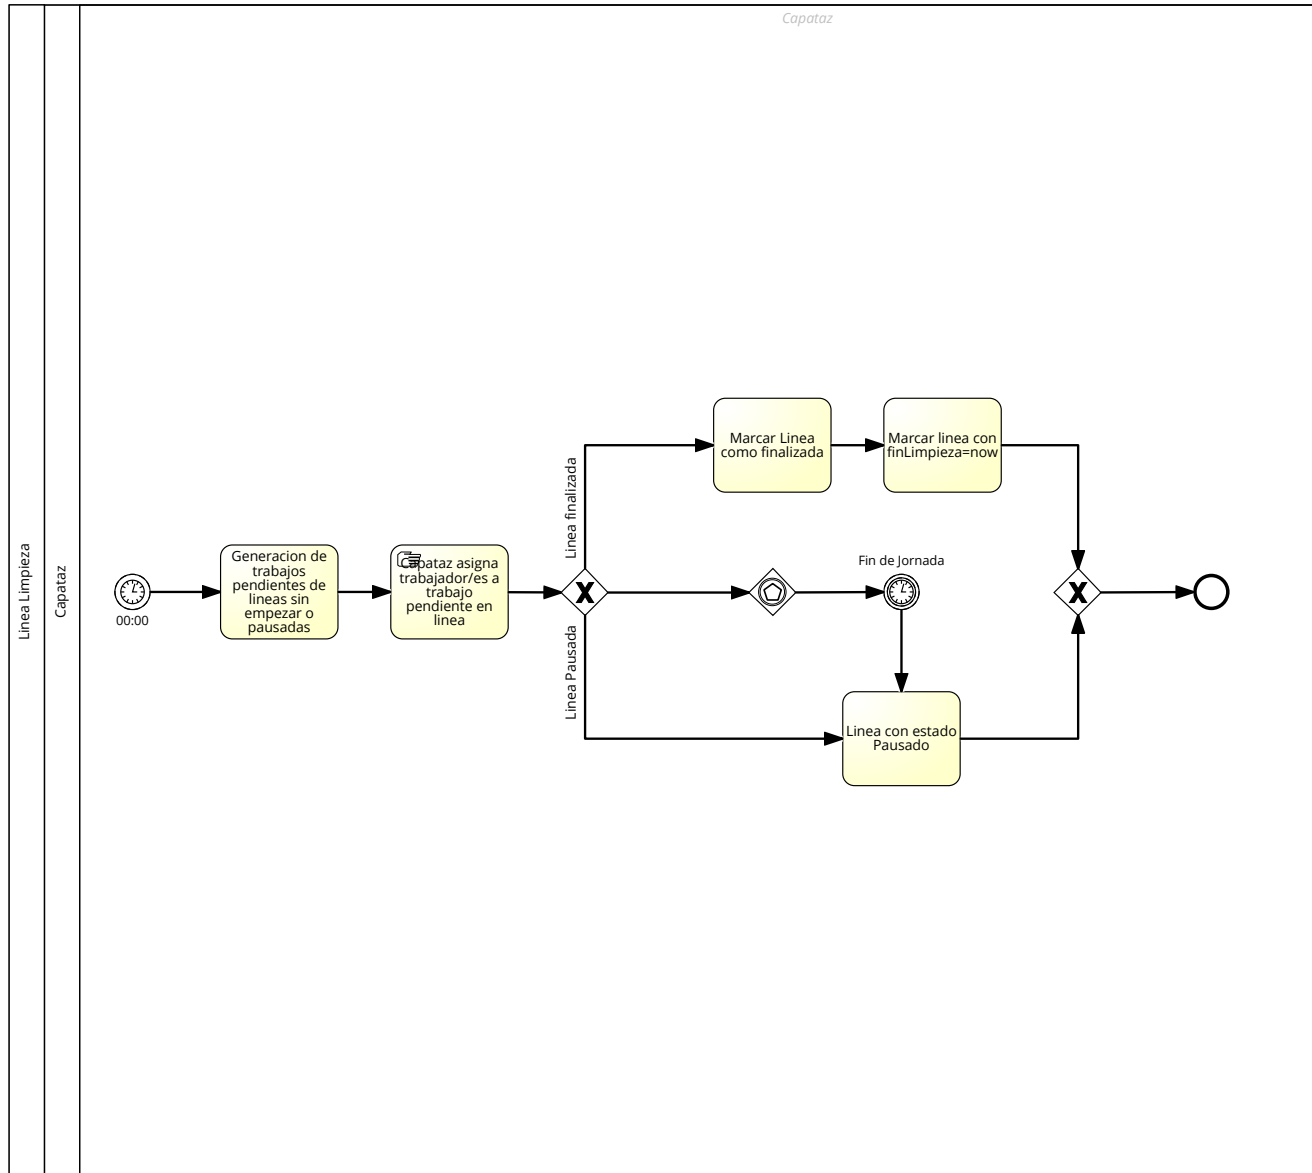 Capataz
Linea Limpieza
Capataz
00:00
Generacion de
trabajos
pendientes de
lineas sin
empezar o
pausadas
Capataz asigna
trabajador/es a
trabajo
pendiente en
linea
Linea finalizada
Linea Pausada
Marcar Linea
como finalizada
Marcar linea con
finLimpieza=now
Fin de Jornada
Linea con estado
Pausado